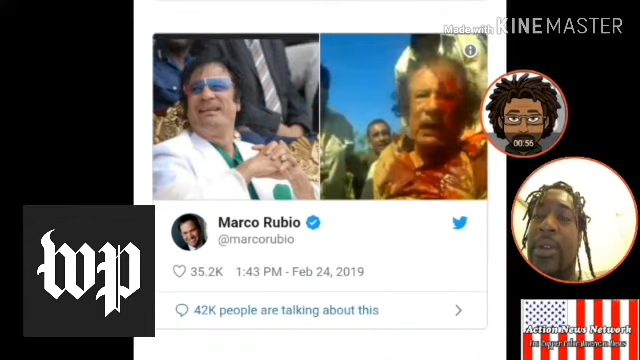 Made with KINEMASTER
00:56
Marco Rubio
@marcorubio
35.2K 1:43 PM - Feb 24, 2019
42K people are talking about this
wp
Action News Network